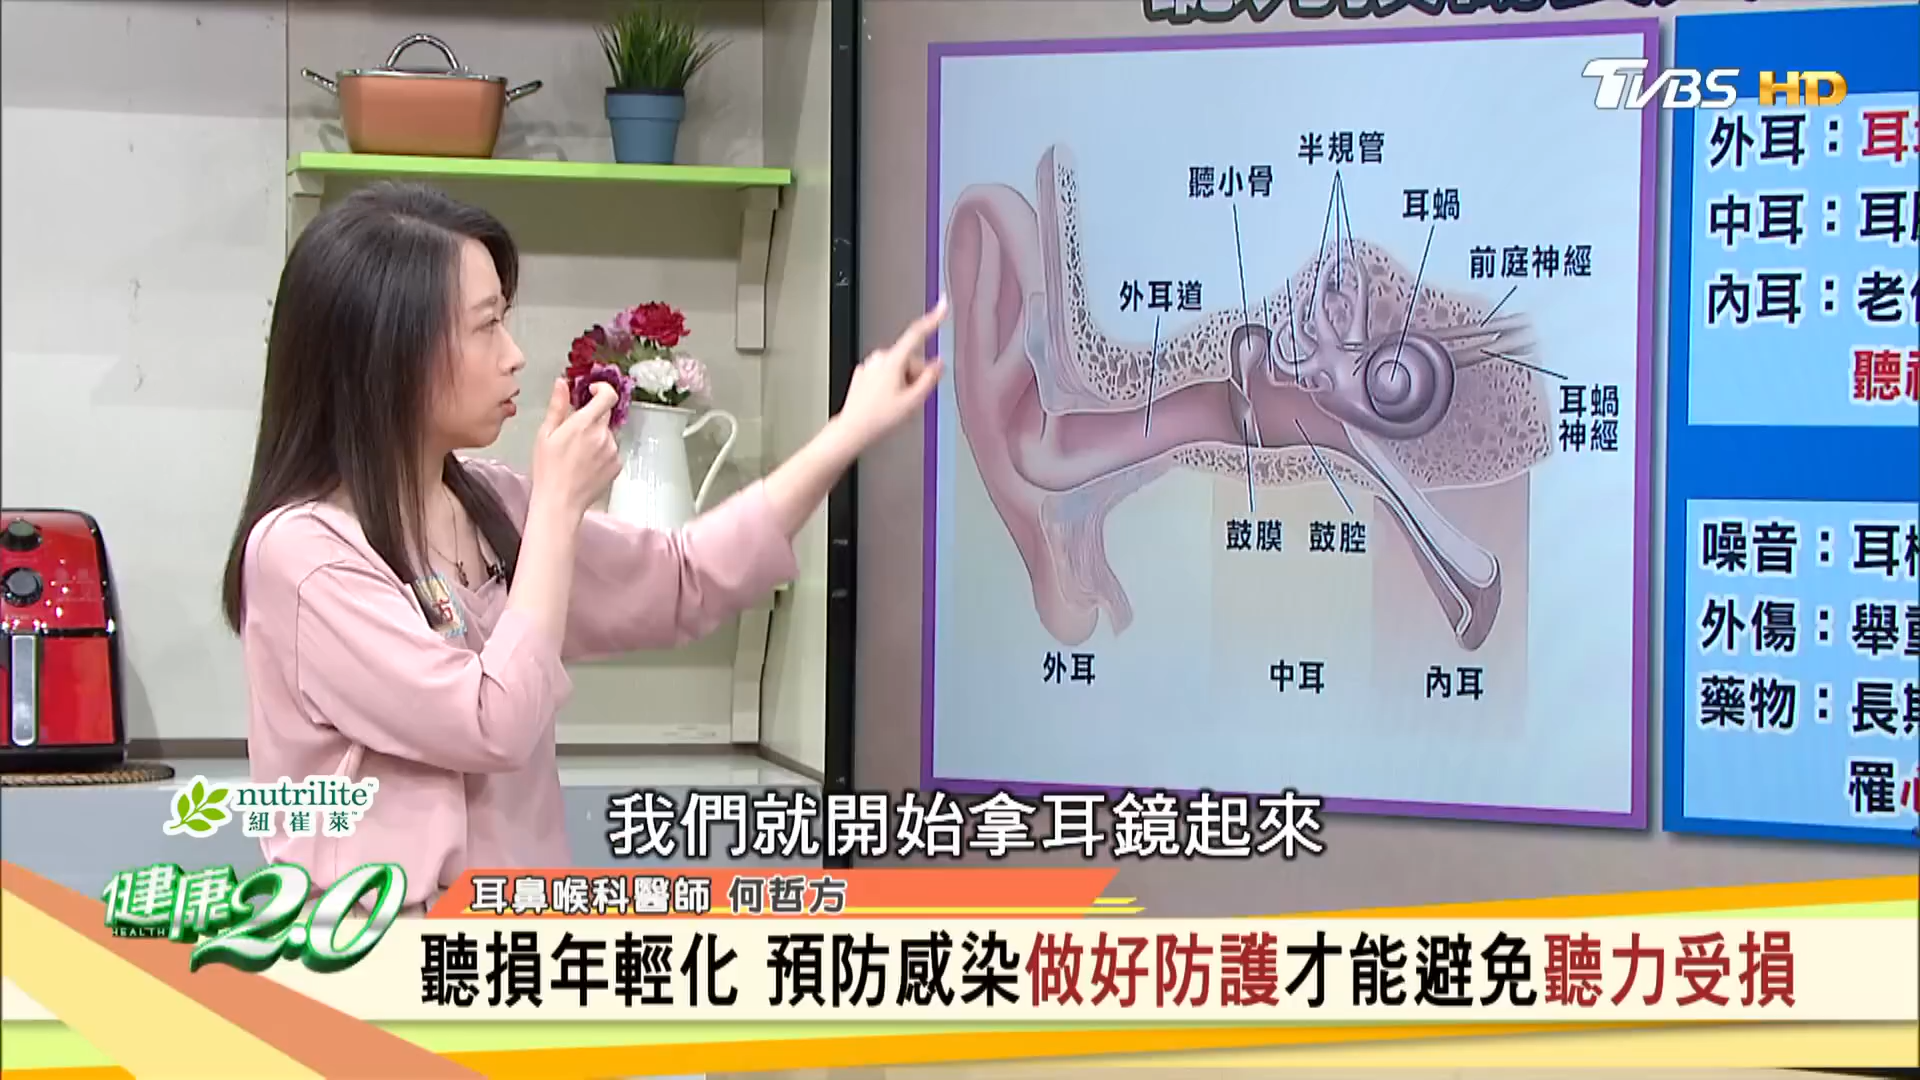 TVBS HD
半規管
聽小骨
耳蝸
前庭神經
外耳道
耳蝸
神經
鼓膜 鼓腔
外耳
中耳
內耳
外耳：耳
中耳：耳
內耳：老
聽
噪音：耳
外傷：舉
藥物：長
罹
nutrilite
紐崔萊
我們就開始拿耳鏡起來
健康2.0
HEALTH
耳鼻喉科醫師 何哲方
聽損年輕化 預防感染做好防護才能避免聽力受損